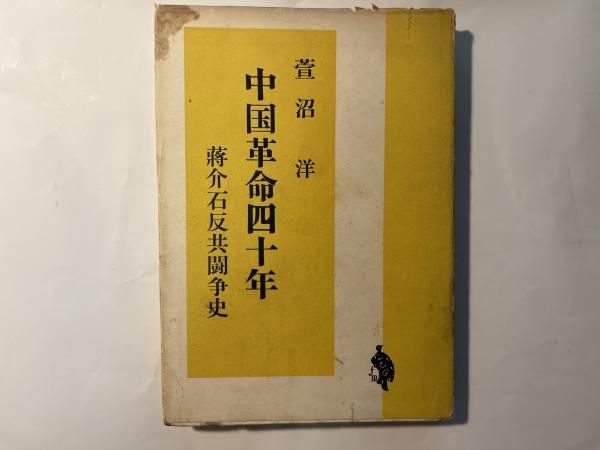 萱沼 洋
中国革命四十年
蔣介石反共闘争史